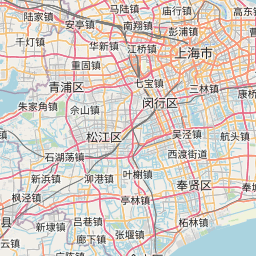 陆家镇
安亭镇
马陆镇
庙行镇
高东镇
南翔镇
彭浦镇
千灯镇
华新镇
江桥镇
上海市
重固镇
七宝镇
青浦区
三林镇
康桥
朱家角镇
佘山镇
闵行区
松江区
吴泾镇
航头镇
石湖荡镇
西渡街道
新浜镇
泖港镇
叶榭镇
奉贤区
枫泾镇
亭林镇
柘林镇
县
新埭镇
吕巷镇
张堰镇
廊下镇